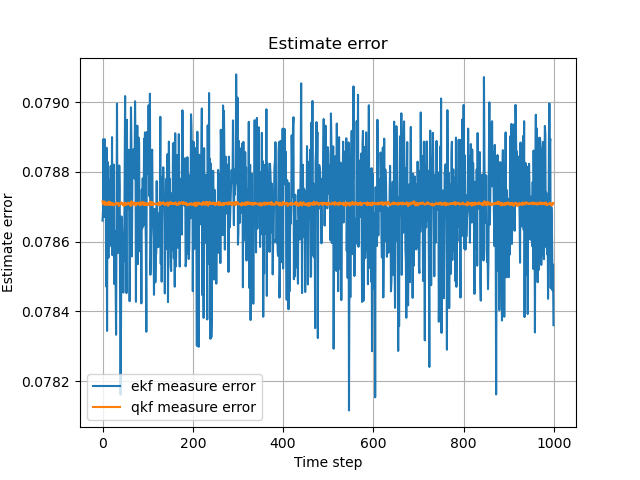 Estimate error
Estimate error
0.0790
0.0788
0.0786
0.0784
0.0782
ekf measure error
qkf measure error
0
200
400
600
800
1000
Time step